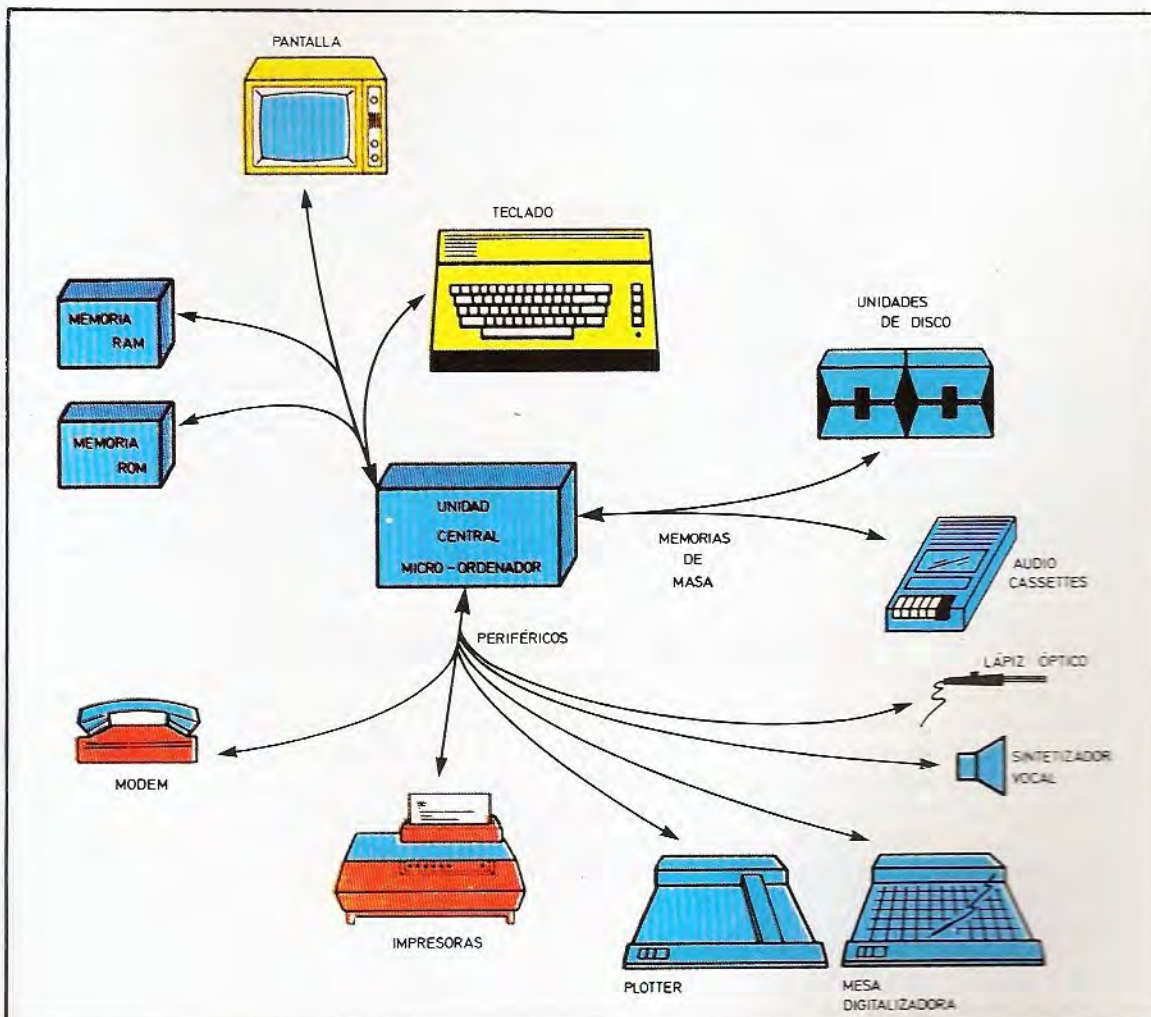 PANTALLA
TECLADO
MEMORIA
RAM
UNIDADES
DE DISCO
MEMORIA
ROM
UNIDAD
CENTRAL
MICRO-ORDENADOR
MEMORIAS
DE
MASA
AUDIO
CASSETTES
PERIFÉRICOS
LÁPIZ ÓPTICO
SINTETIZADOR
VOCAL
MODEM
IMPRESORAS
PLOTTER
MESA
DIGITALIZADORA